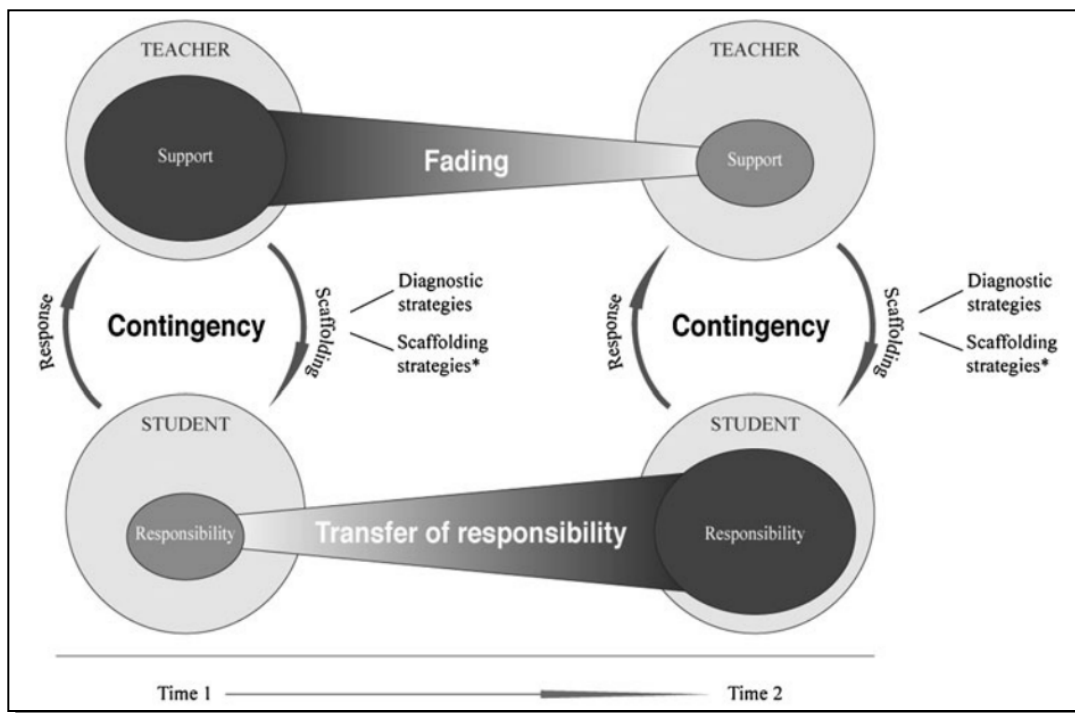 TEACHER
TEACHER
Support
Fading
Support
Response
Contingency
Scaffolding
Diagnostic
strategies
Scaffolding
strategies*
Response
Contingency
Scaffolding
Diagnostic
strategies
Scaffolding
strategies*
STUDENT
STUDENT
Responsibility
Transfer of responsibility
Responsibility
Time 1
Time 2